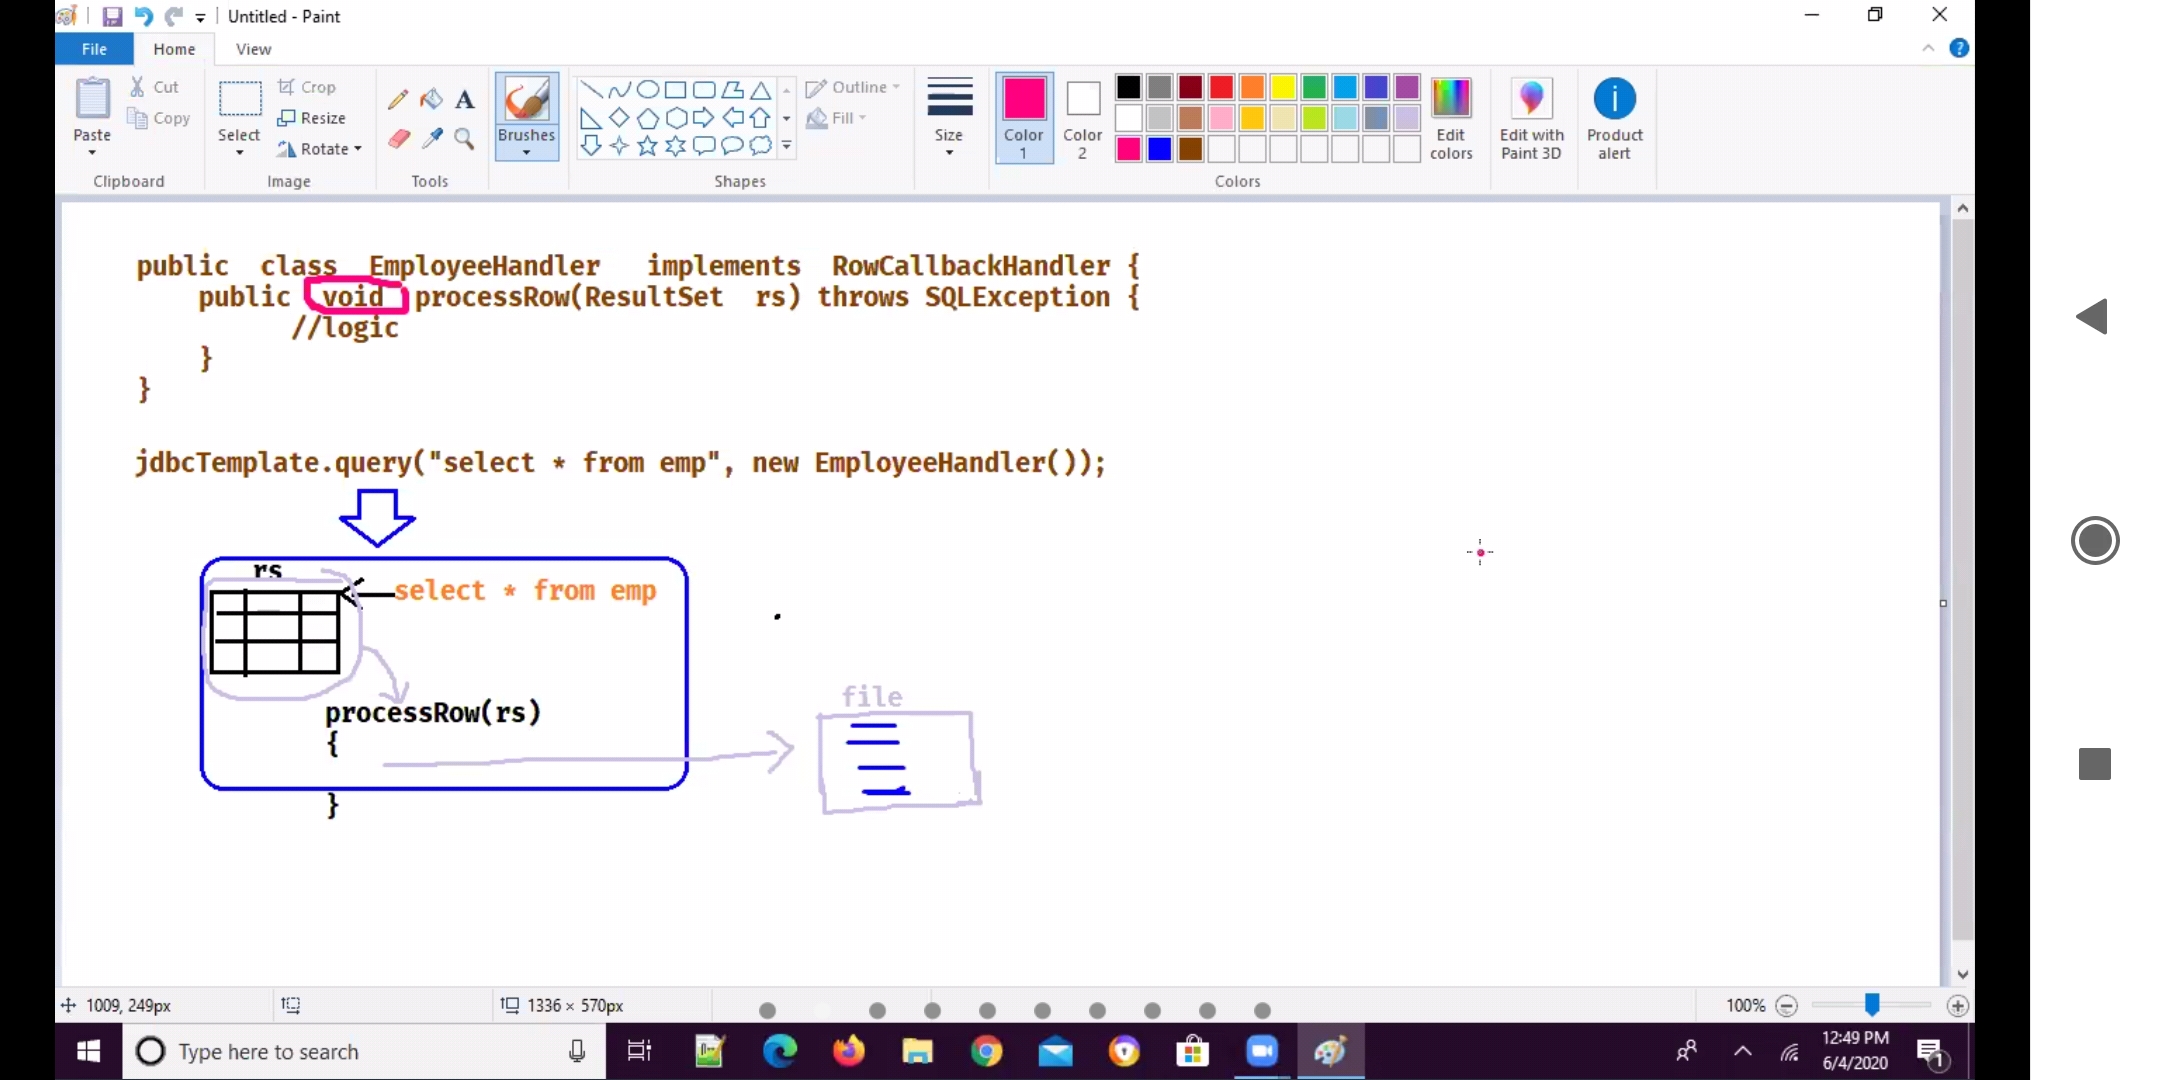 Untitled - Paint
File Home View
Paste
Cut
Copy
Clipboard
Select
Crop
Resize
Rotate
Image
A
Tools
Brushes
Shapes
Outline
Fill
Size
Color 1
Color 2
Colors
Edit colors
Edit with Paint 3D
Product alert
public class EmployeeHandler implements RowCallbackHandler {
public void processRow(ResultSet rs) throws SQLException {
//logic
}
}
jdbcTemplate.query("select * from emp", new EmployeeHandler());
rs
select * from emp
processRow(rs)
{
}
file
1009, 249px
1336 × 570px
100%
Type here to search
12:49 PM
6/4/2020
1